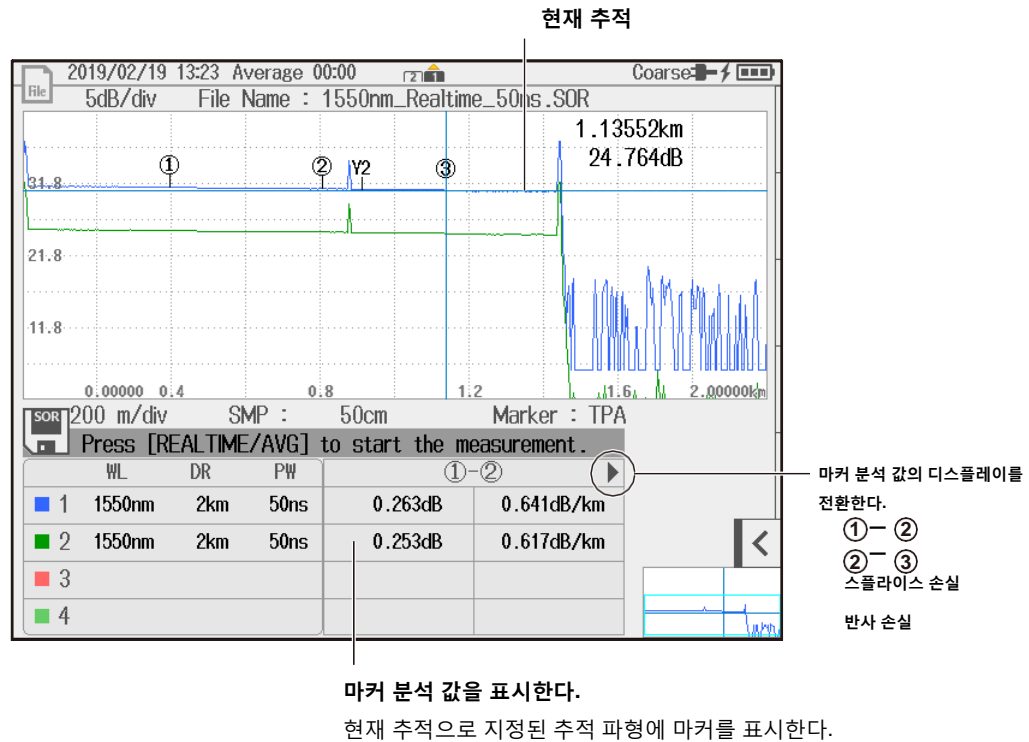 현재 추적
File
2019/02/19 13:23 Average 00:00
2 1
Coarse
5dB/div File Name : 1550nm_Realtime_50ns.SOR
1.13552km
24.764dB
① ② Y2 ③
31.8
21.8
11.8
0.00000 0.4 0.8 1.2 1.6 2.00000km
SOR 200 m/div SMP : 50cm Marker : TPA
Press [REALTIME/AVG] to start the measurement.
WL DR PW ①-②
1 1550nm 2km 50ns 0.263dB 0.641dB/km
2 1550nm 2km 50ns 0.253dB 0.617dB/km
3
4
마커 분석 값의 디스플레이를
전환한다.
①- ②
②- ③
스플라이스 손실
반사 손실
마커 분석 값을 표시한다.
현재 추적으로 지정된 추적 파형에 마커를 표시한다.